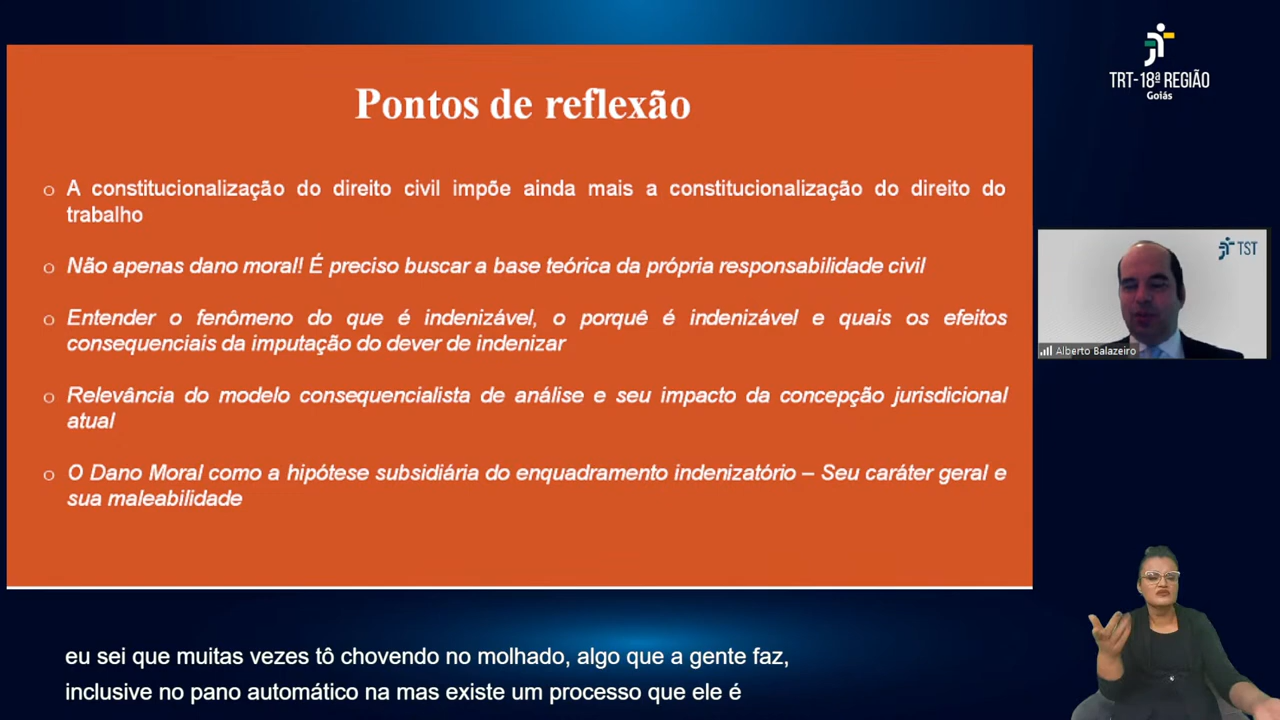 Pontos de reflexão
TRT-18ª REGIÃO
Goiás
o A constitucionalização do direito civil impõe ainda mais a constitucionalização do direito do
trabalho
o Não apenas dano moral! É preciso buscar a base teórica da própria responsabilidade civil
o Entender o fenômeno do que é indenizável, o porquê é indenizável e quais os efeitos
consequenciais da imputação do dever de indenizar
o Relevância do modelo consequencialista de análise e seu impacto da concepção jurisdicional
atual
o O Dano Moral como a hipótese subsidiária do enquadramento indenizatório – Seu caráter geral e
sua maleabilidade
TST
Alberto Balazeiro
eu sei que muitas vezes tô chovendo no molhado, algo que a gente faz,
inclusive no pano automático na mas existe um processo que ele é